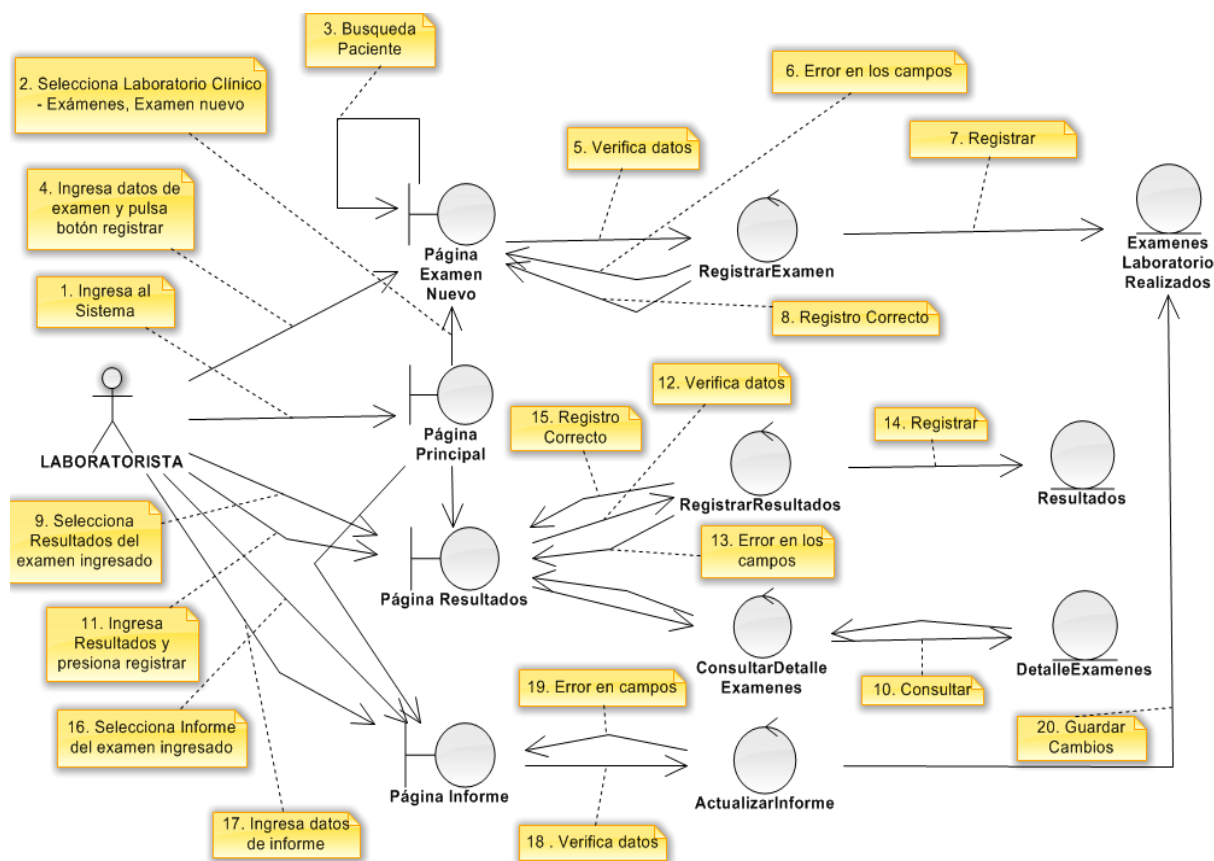 3. Busqueda
Paciente
2. Selecciona Laboratorio Clínico
- Exámenes, Examen nuevo
6. Error en los campos
5. Verifica datos
7. Registrar
4. Ingresa datos de
examen y pulsa
botón registrar
Página
Examen
Nuevo
RegistrarExamen
Examenes
Laboratorio
Realizados
1. Ingresa al
Sistema
8. Registro Correcto
12. Verifica datos
15. Registro
Correcto
14. Registrar
LABORATORISTA
Página
Principal
RegistrarResultados
Resultados
9. Selecciona
Resultados del
examen ingresado
13. Error en los
campos
Página Resultados
11. Ingresa
Resultados y
presiona registrar
ConsultarDetalle
Examenes
DetalleExamenes
19. Error en campos
10. Consultar
16. Selecciona Informe
del examen ingresado
20. Guardar
Cambios
Página Informe
ActualizarInforme
17. Ingresa datos
de informe
18 . Verifica datos